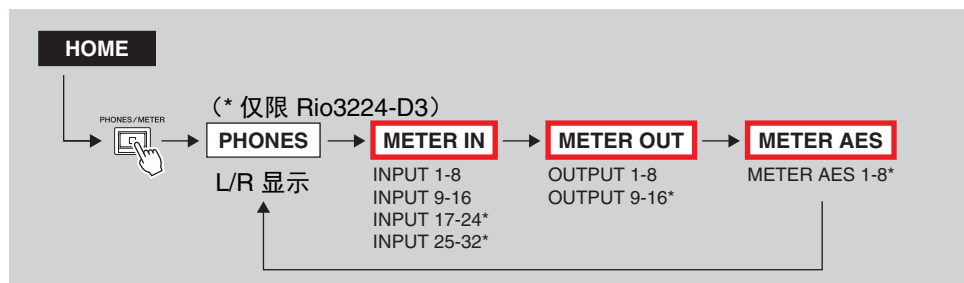 HOME
(* 仅限 Rio3224-D3)
PHONES/METER
PHONES
METER IN
METER OUT
METER AES
L/R 显示
INPUT 1-8
INPUT 9-16
INPUT 17-24*
INPUT 25-32*
OUTPUT 1-8
OUTPUT 9-16*
METER AES 1-8*